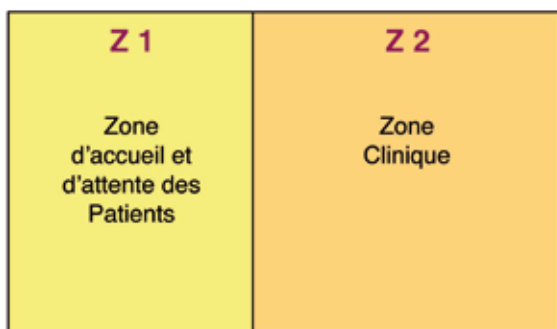 Z 1
Zone
d'accueil et
d'attente des
Patients
Z 2
Zone
Clinique